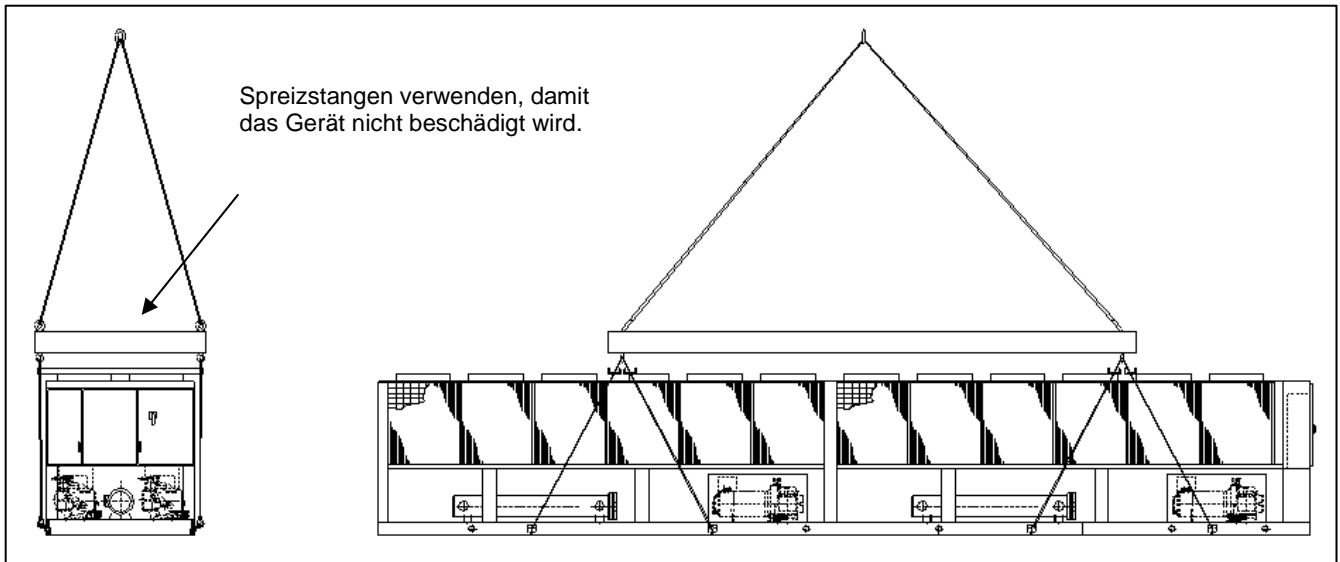 Spreizstangen verwenden, damit
das Gerät nicht beschädigt wird.